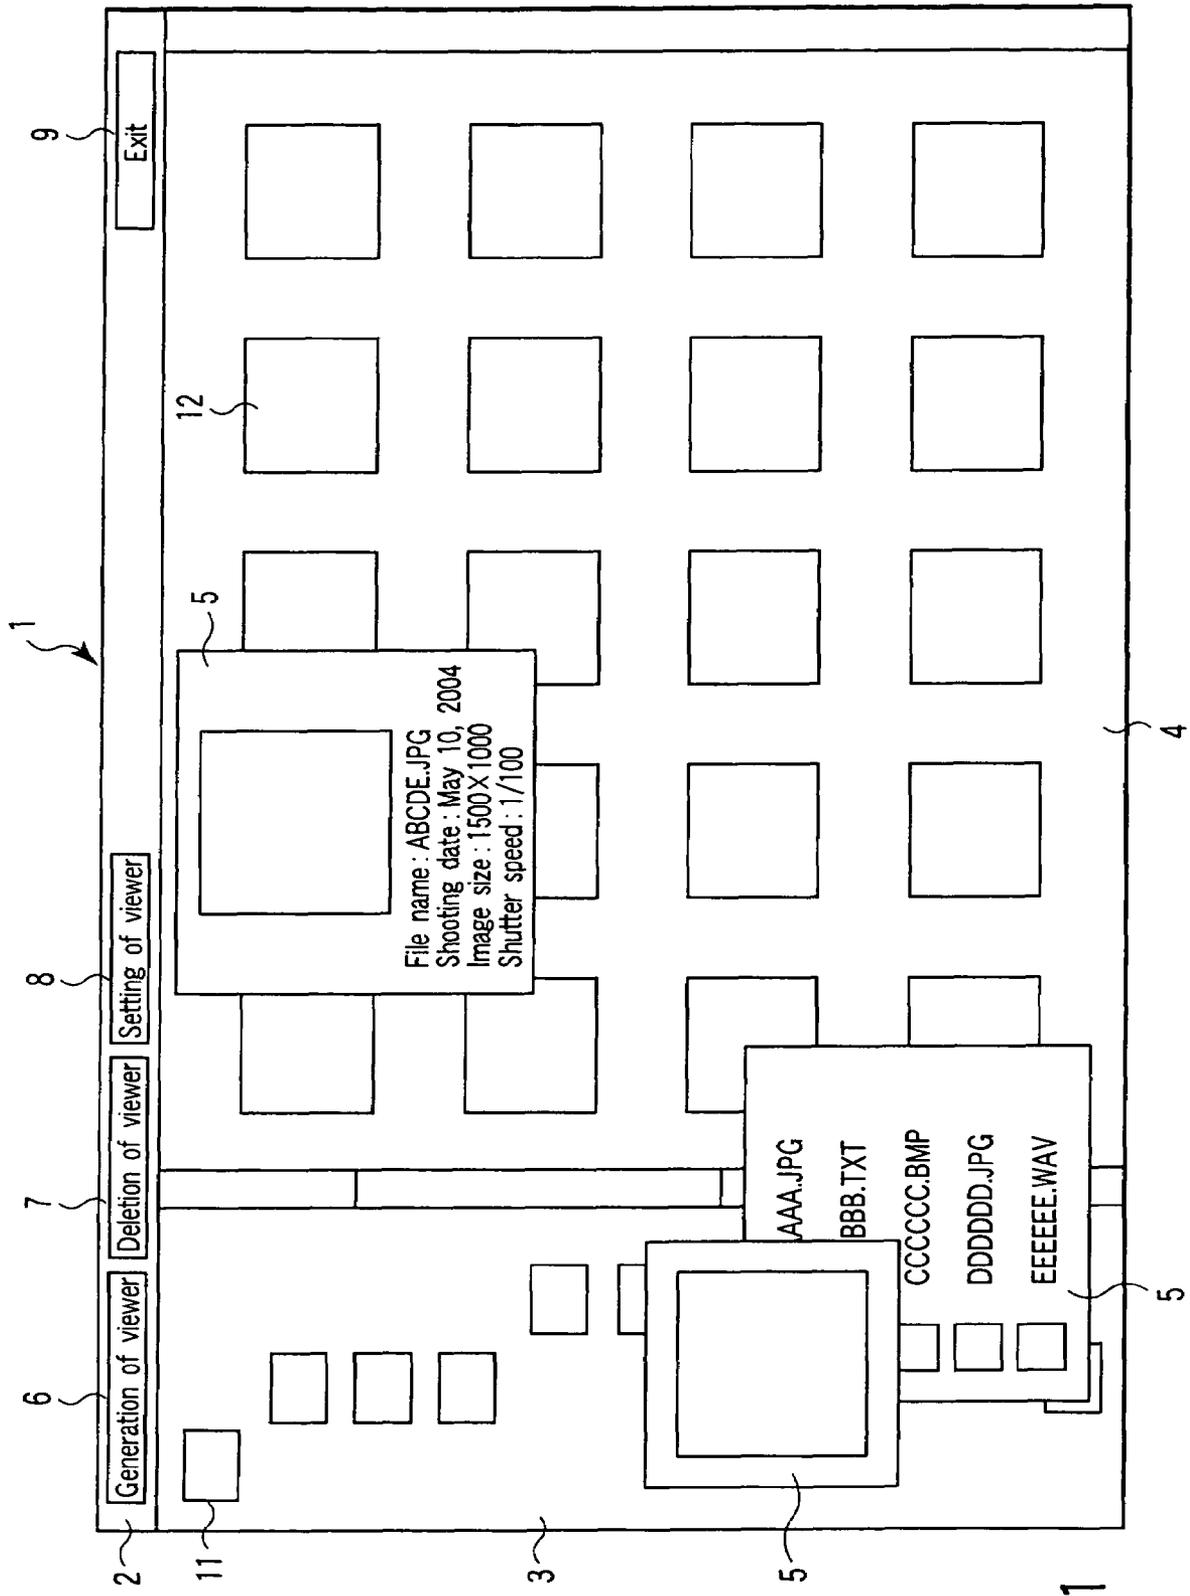 1
6
7
8
9
2
Generation of viewer
Deletion of viewer
Setting of viewer
Exit
11
12
5
File name : ABCDE.JPG
Shooting date : May 10, 2004
Image size : 1500×1000
Shutter speed : 1/100
3
AAA.JPG
BBB.TXT
CCCCCC.BMP
DDDDDD.JPG
EEEEEE.WAV
5
5
4
1